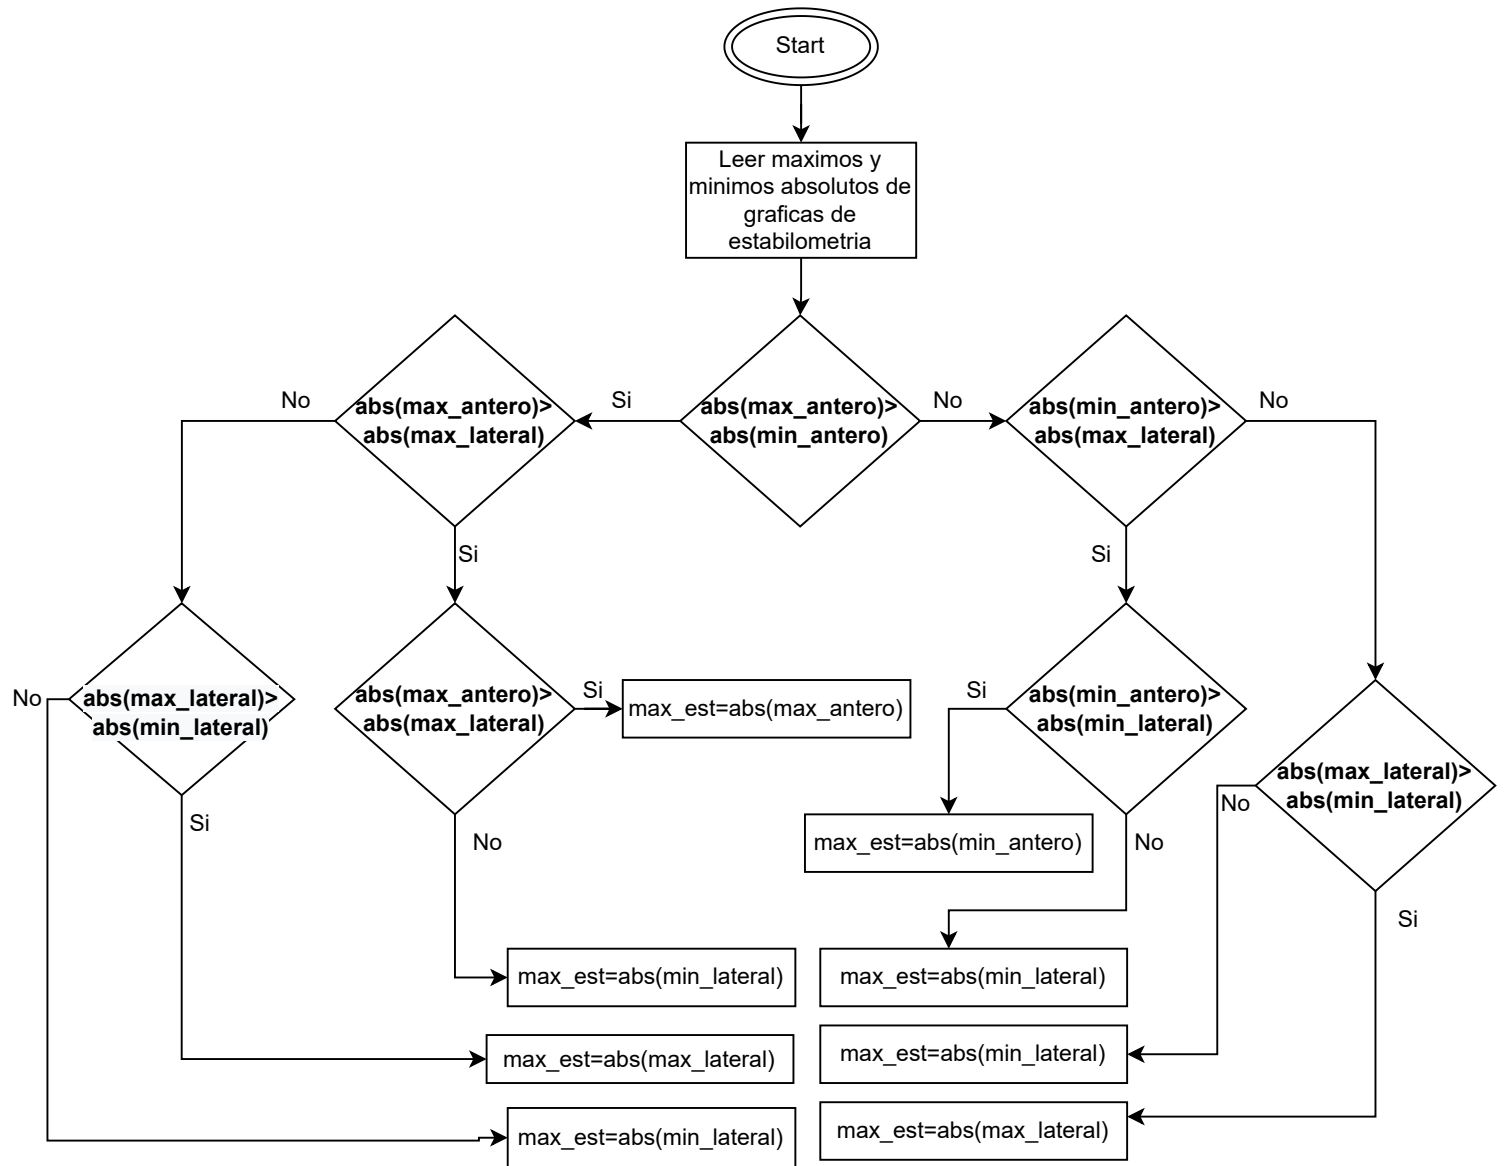 Start
Leer maximos y
minimos absolutos de
graficas de
estabilometria
No
abs(max_antero)>
abs(max_lateral)
Si
abs(max_antero)>
abs(min_antero)
No
abs(min_antero)>
abs(max_lateral)
No
Si
Si
No
abs(max_lateral)>
abs(min_lateral)
abs(max_antero)>
abs(max_lateral)
Si
max_est=abs(max_antero)
Si
abs(min_antero)>
abs(min_lateral)
abs(max_lateral)>
abs(min_lateral)
No
Si
No
max_est=abs(min_antero)
No
Si
max_est=abs(min_lateral)
max_est=abs(min_lateral)
max_est=abs(max_lateral)
max_est=abs(min_lateral)
max_est=abs(min_lateral)
max_est=abs(max_lateral)